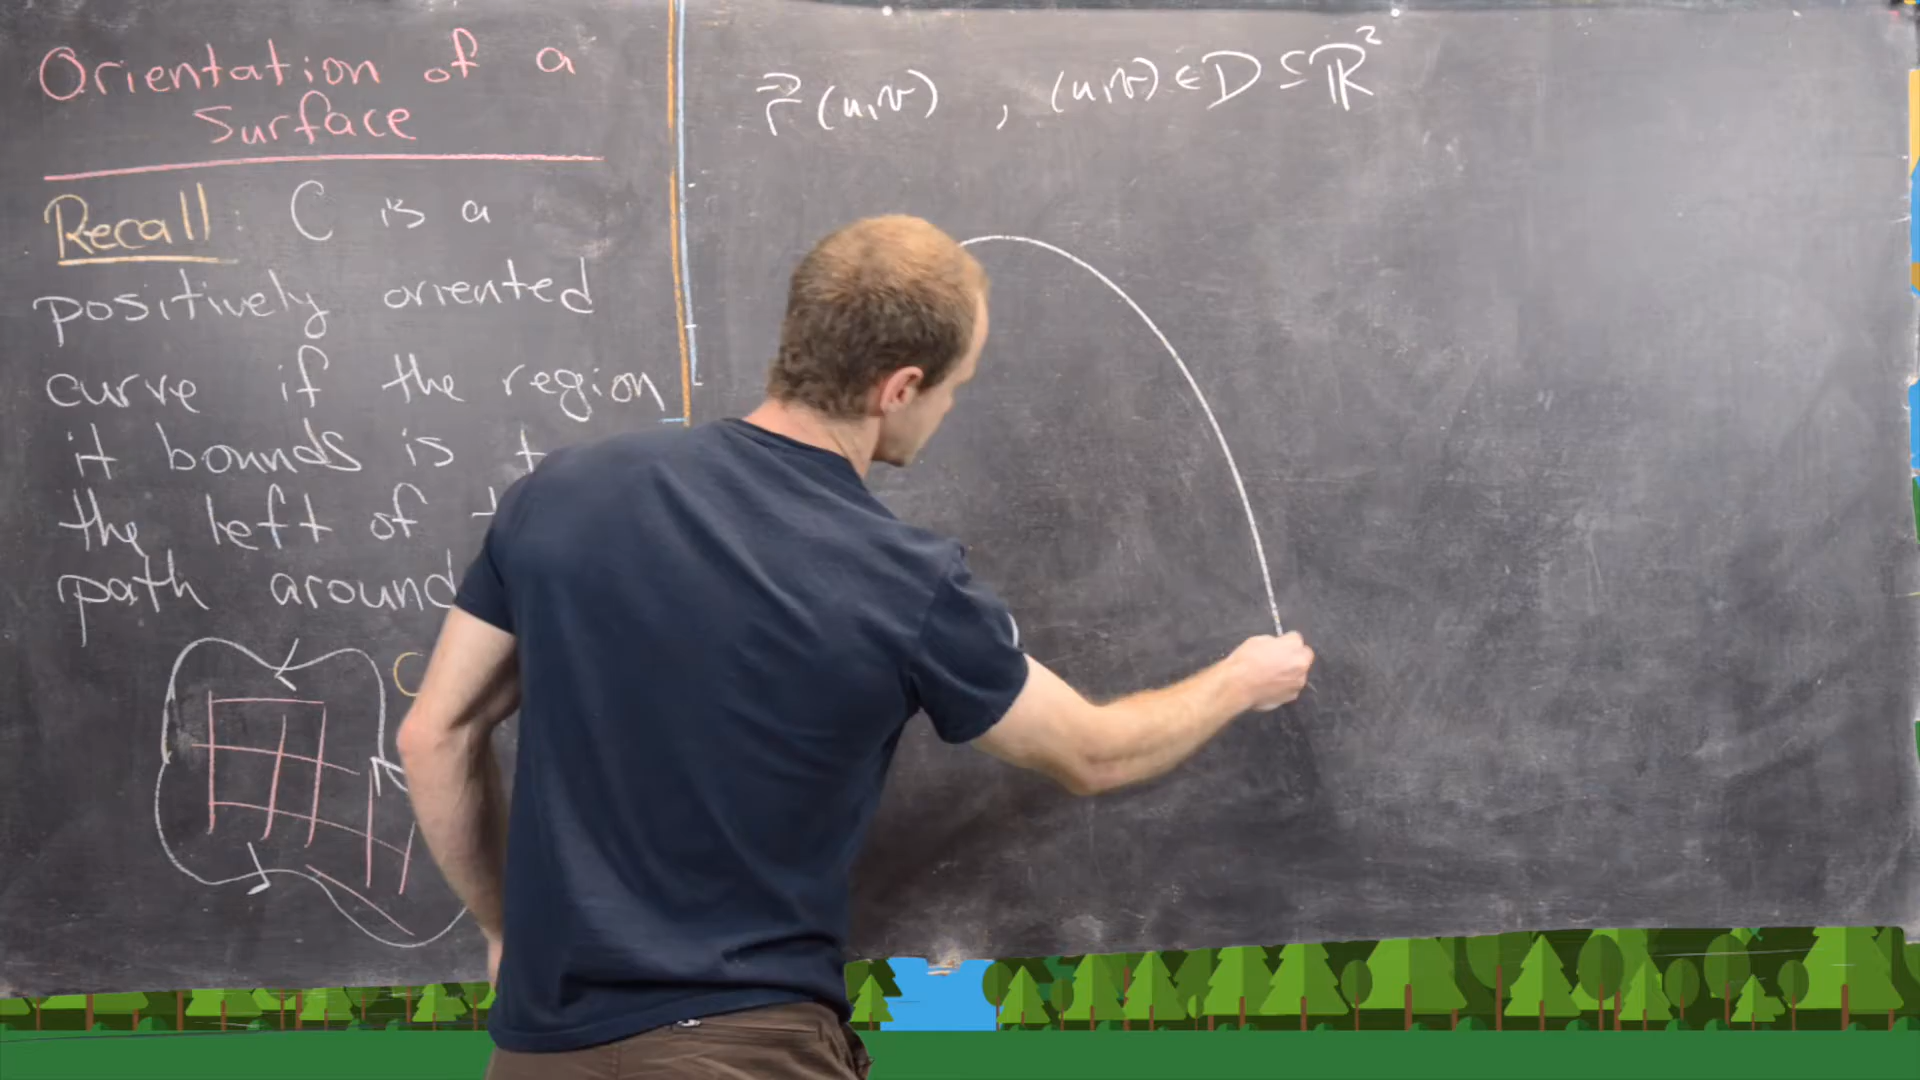 Orientation of a
Surface
Recall: C is a
positively oriented
curve if the region
it bounds is
the left of
path around
C
r⃗(u,v) , (u,v) ∈ D ⊆ ℝ²